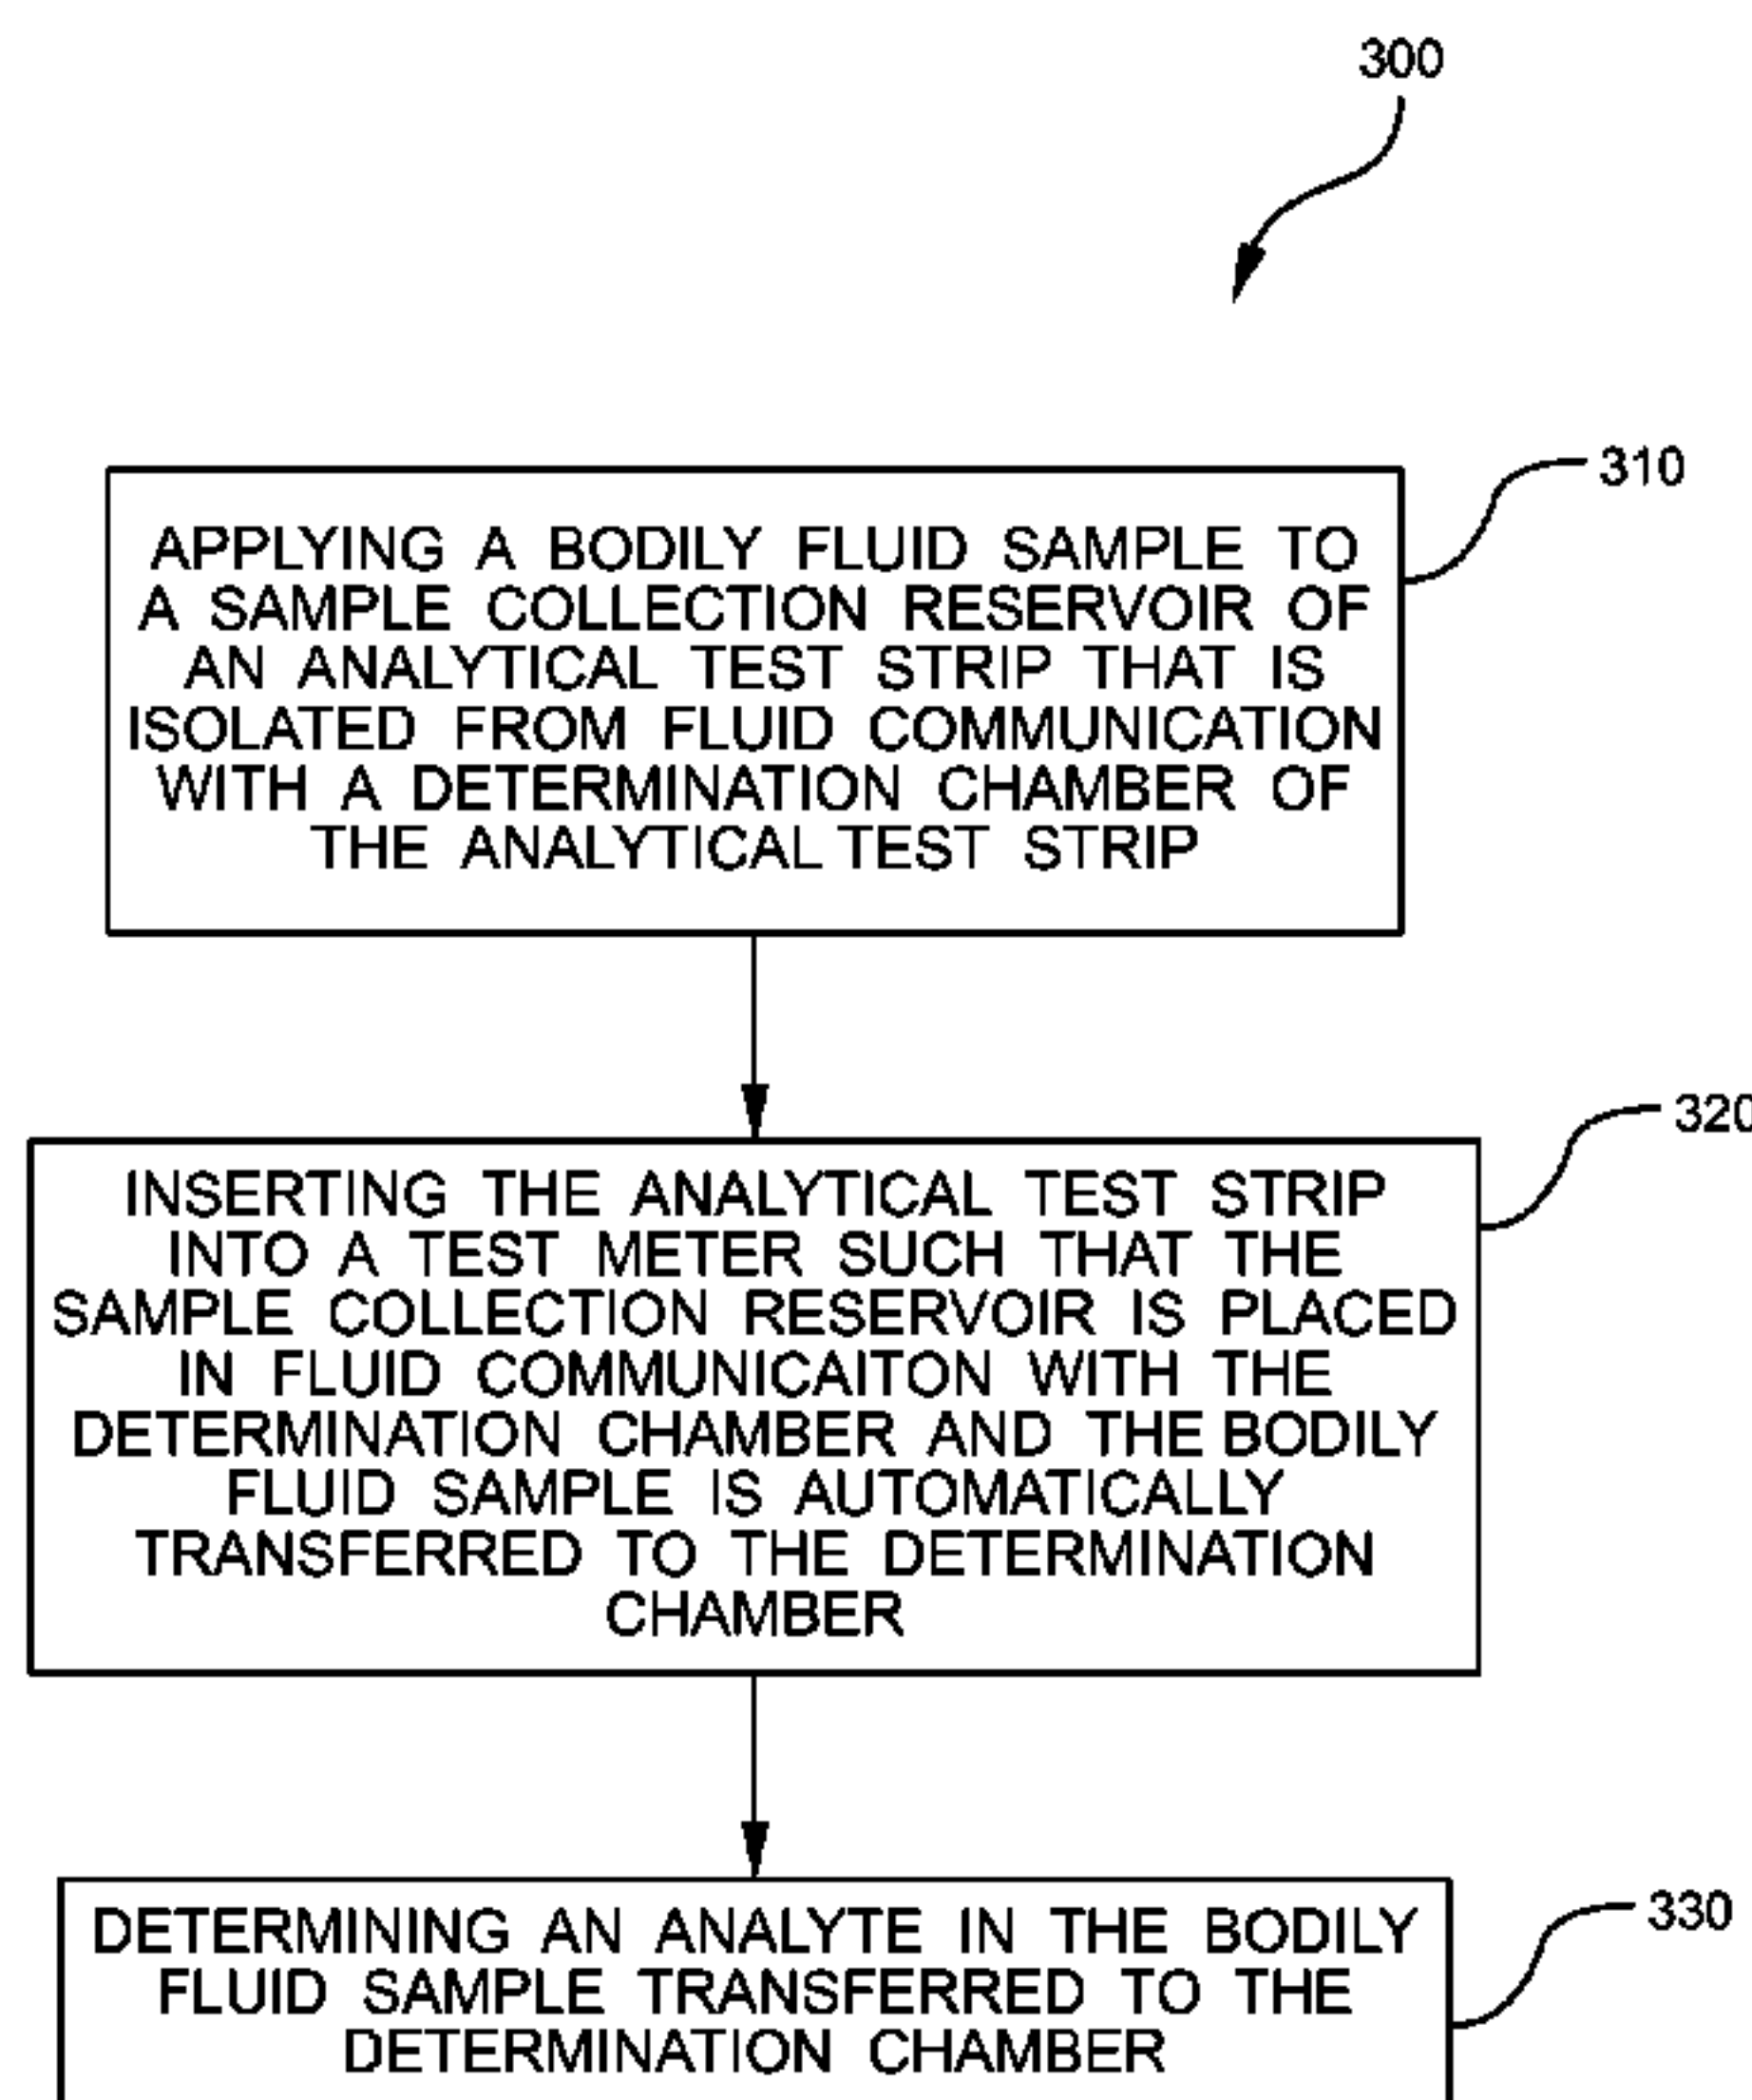 300
310
APPLYING A BODILY FLUID SAMPLE TO
A SAMPLE COLLECTION RESERVOIR OF
AN ANALYTICAL TEST STRIP THAT IS
ISOLATED FROM FLUID COMMUNICATION
WITH A DETERMINATION CHAMBER OF
THE ANALYTICAL TEST STRIP
320
INSERTING THE ANALYTICAL TEST STRIP
INTO A TEST METER SUCH THAT THE
SAMPLE COLLECTION RESERVOIR IS PLACED
IN FLUID COMMUNICAITON WITH THE
DETERMINATION CHAMBER AND THE BODILY
FLUID SAMPLE IS AUTOMATICALLY
TRANSFERRED TO THE DETERMINATION
CHAMBER
330
DETERMINING AN ANALYTE IN THE BODILY
FLUID SAMPLE TRANSFERRED TO THE
DETERMINATION CHAMBER